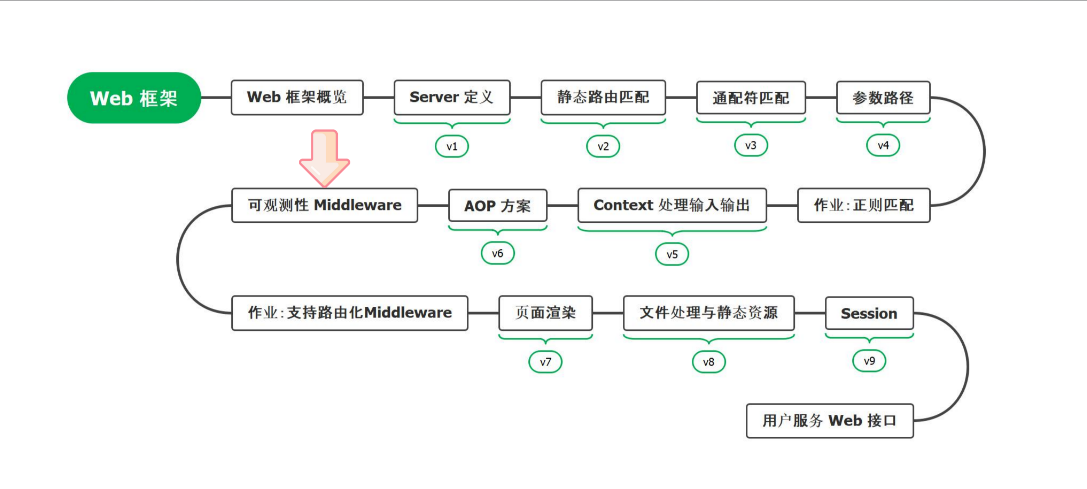 Web 框架
Web 框架概览
Server 定义
静态路由匹配
通配符匹配
参数路径
v1
v2
v3
v4
可观测性 Middleware
AOP 方案
Context 处理输入输出
作业:正则匹配
v6
v5
作业:支持路由化Middleware
页面渲染
文件处理与静态资源
Session
v7
v8
v9
用户服务 Web 接口